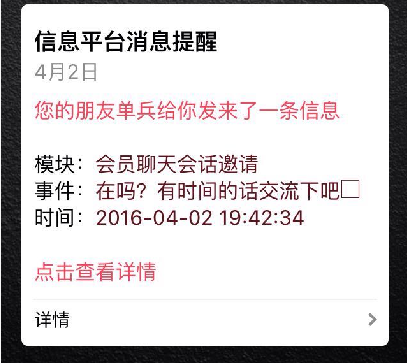 信息平台消息提醒
4月2日
您的朋友单兵给你发来了一条信息
模块：会员聊天会话邀请
事件：在吗？有时间的话交流下吧□
时间：2016-04-02 19:42:34
点击查看详情
详情